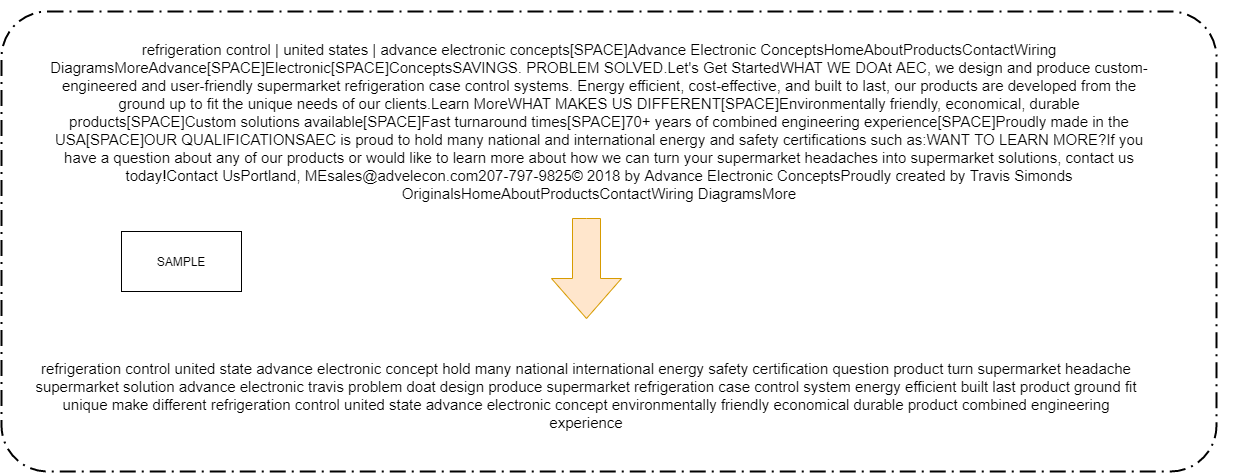 refrigeration control | united states | advance electronic concepts[SPACE]Advance Electronic ConceptsHomeAboutProductsContactWiring
DiagramsMoreAdvance[SPACE]Electronic[SPACE]ConceptsSAVINGS. PROBLEM SOLVED.Let's Get StartedWHAT WE DOAt AEC, we design and produce custom-
engineered and user-friendly supermarket refrigeration case control systems. Energy efficient, cost-effective, and built to last, our products are developed from the
ground up to fit the unique needs of our clients.Learn MoreWHAT MAKES US DIFFERENT[SPACE]Environmentally friendly, economical, durable
products[SPACE]Custom solutions available[SPACE]Fast turnaround times[SPACE]70+ years of combined engineering experience[SPACE]Proudly made in the
USA[SPACE]OUR QUALIFICATIONSAEC is proud to hold many national and international energy and safety certifications such as:WANT TO LEARN MORE?If you
have a question about any of our products or would like to learn more about how we can turn your supermarket headaches into supermarket solutions, contact us
today!Contact UsPortland, MEsales@advelecon.com207-797-9825© 2018 by Advance Electronic ConceptsProudly created by Travis Simonds
OriginalsHomeAboutProductsContactWiring DiagramsMore
SAMPLE
refrigeration control united state advance electronic concept hold many national international energy safety certification question product turn supermarket headache
supermarket solution advance electronic travis problem doat design produce supermarket refrigeration case control system energy efficient built last product ground fit
unique make different refrigeration control united state advance electronic concept environmentally friendly economical durable product combined engineering
experience